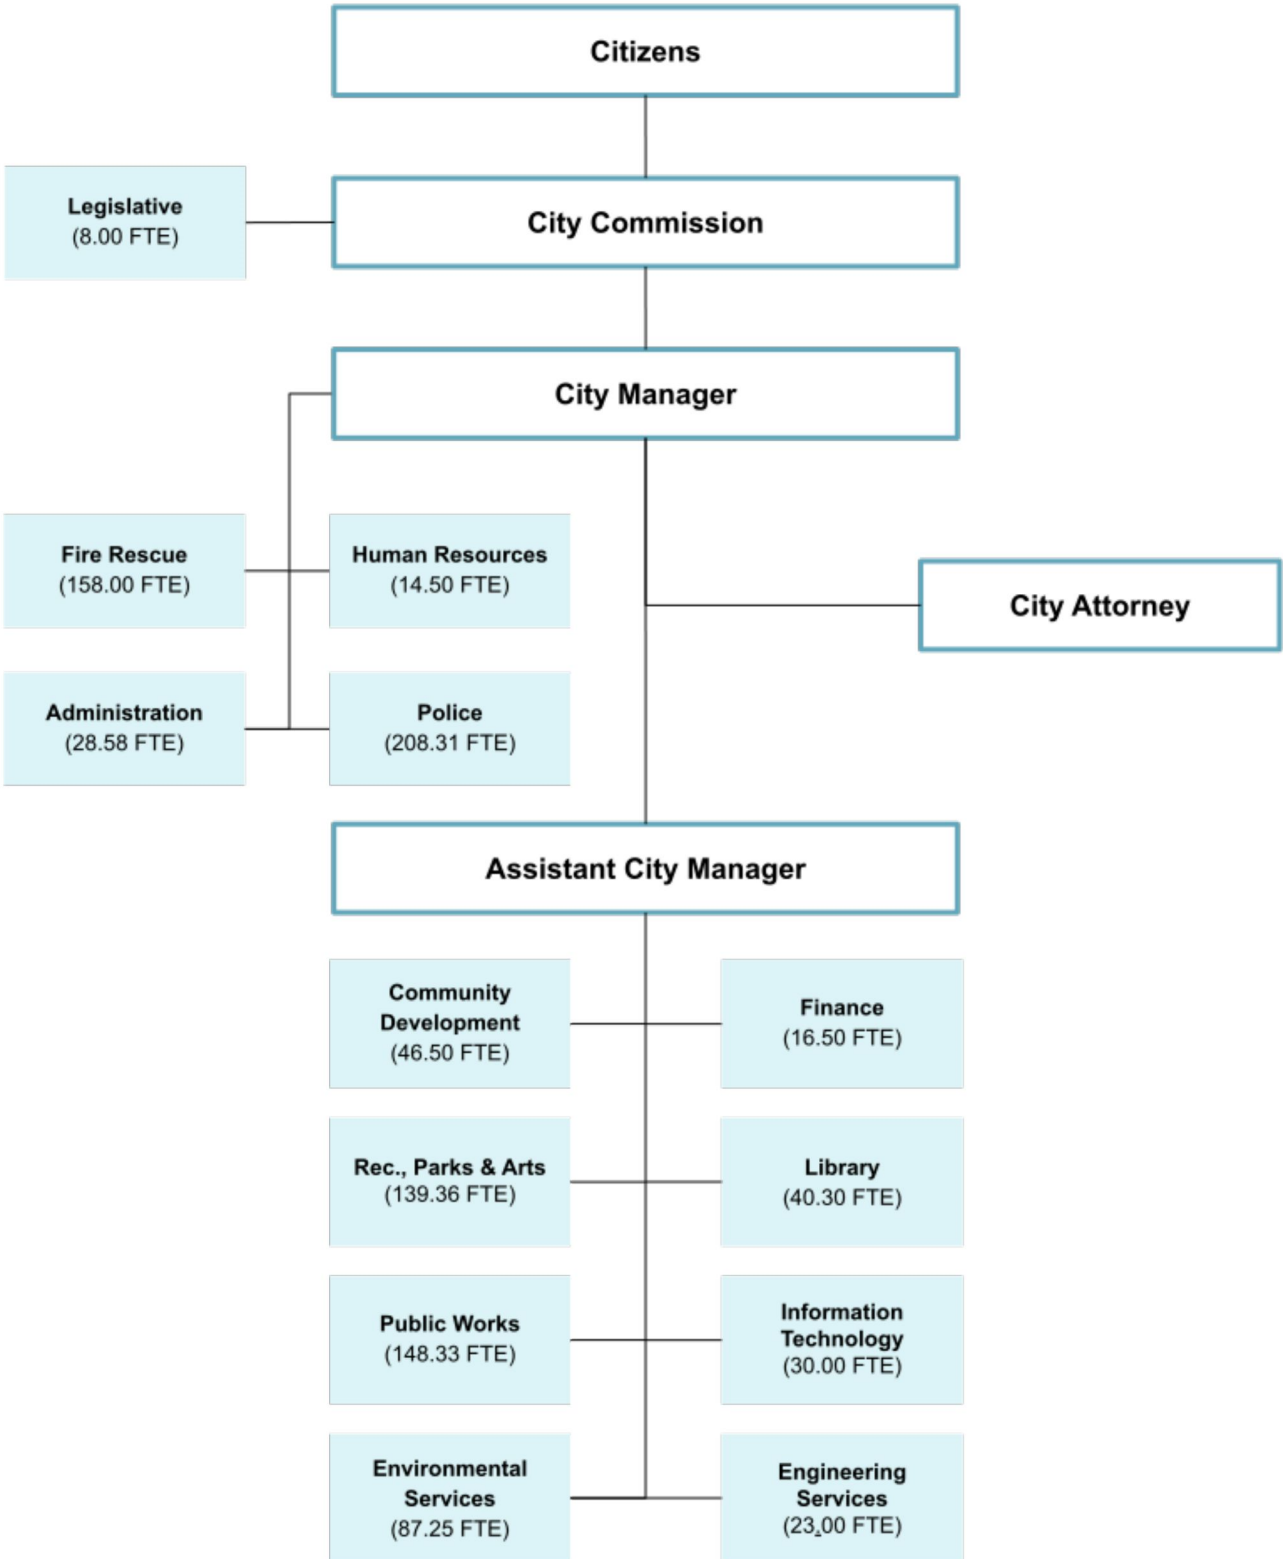 Citizens
Legislative
(8.00 FTE)
City Commission
City Manager
Fire Rescue
(158.00 FTE)
Human Resources
(14.50 FTE)
City Attorney
Administration
(28.58 FTE)
Police
(208.31 FTE)
Assistant City Manager
Community
Development
(46.50 FTE)
Finance
(16.50 FTE)
Rec., Parks & Arts
(139.36 FTE)
Library
(40.30 FTE)
Public Works
(148.33 FTE)
Information
Technology
(30.00 FTE)
Environmental
Services
(87.25 FTE)
Engineering
Services
(23.00 FTE)